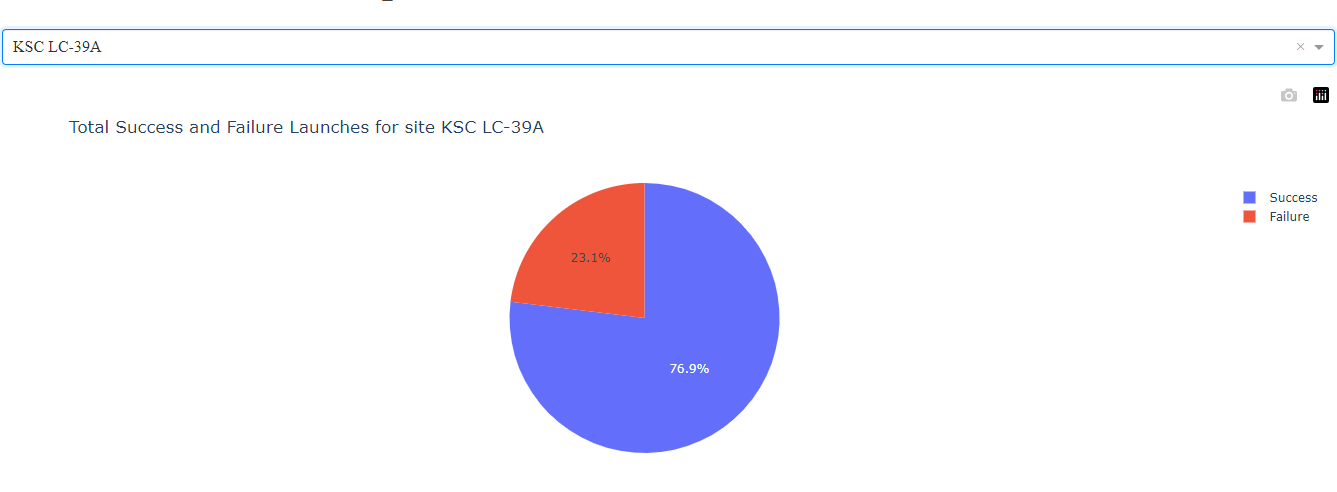 KSC LC-39A
Total Success and Failure Launches for site KSC LC-39A
Success
Failure
23.1%
76.9%